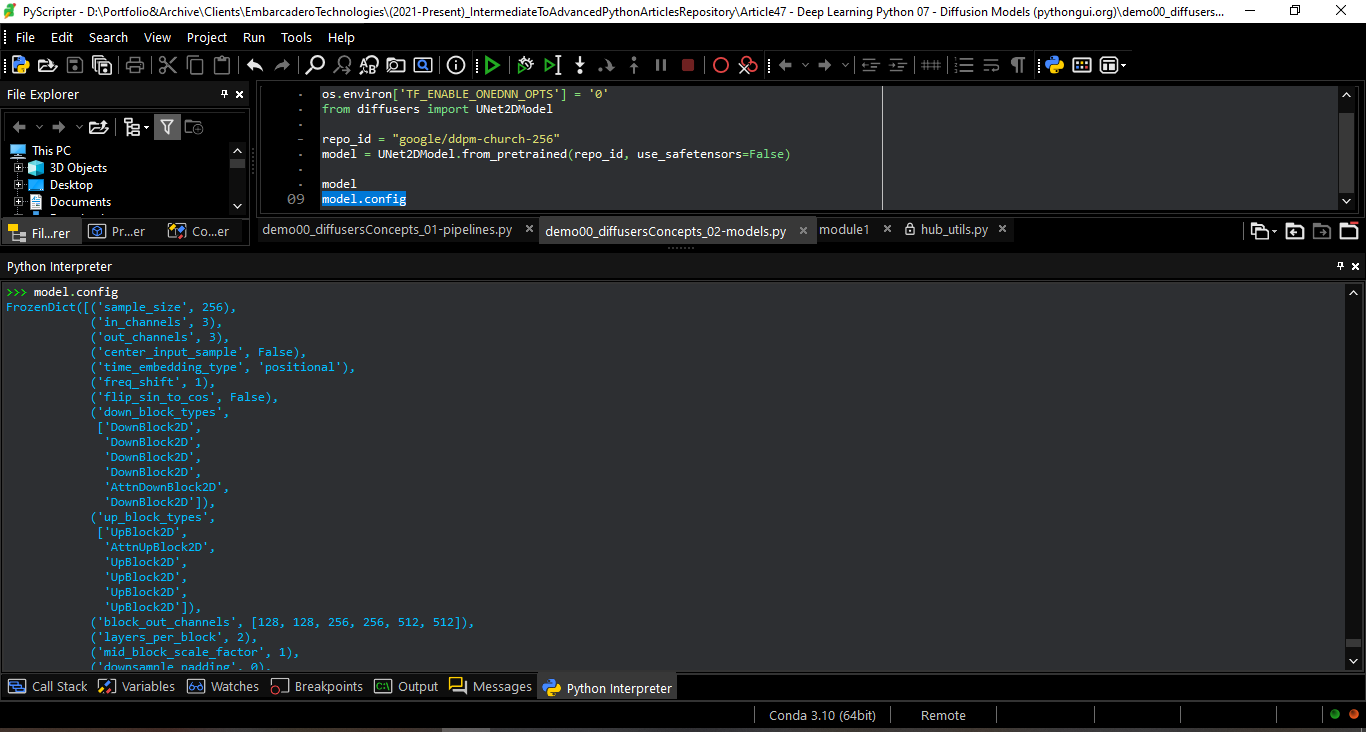 PyScripter - D:\Portfolio&Archive\Clients\EmbarcaderoTechnologies\(2021-Present)_IntermediateToAdvancedPythonArticlesRepository\Article47 - Deep Learning Python 07 - Diffusion Models (pythongui.org)\demo00_diffusers...
File Edit Search View Project Run Tools Help
File Explorer
This PC
3D Objects
Desktop
Documents
Fil...rer Pr...er Co...er
os.environ['TF_ENABLE_ONEDNN_OPTS'] = '0'
from diffusers import UNet2DModel
repo_id = "google/ddpm-church-256"
model = UNet2DModel.from_pretrained(repo_id, use_safetensors=False)
model
09 model.config
demo00_diffusersConcepts_01-pipelines.py demo00_diffusersConcepts_02-models.py module1 hub_utils.py
Python Interpreter
>>> model.config
FrozenDict([('sample_size', 256),
('in_channels', 3),
('out_channels', 3),
('center_input_sample', False),
('time_embedding_type', 'positional'),
('freq_shift', 1),
('flip_sin_to_cos', False),
('down_block_types',
['DownBlock2D',
'DownBlock2D',
'DownBlock2D',
'DownBlock2D',
'AttnDownBlock2D',
'DownBlock2D']),
('up_block_types',
['UpBlock2D',
'AttnUpBlock2D',
'UpBlock2D',
'UpBlock2D',
'UpBlock2D',
'UpBlock2D']),
('block_out_channels', [128, 128, 256, 256, 512, 512]),
('layers_per_block', 2),
('mid_block_scale_factor', 1),
('downsample_padding', 0),
Call Stack Variables Watches Breakpoints Output Messages Python Interpreter
Conda 3.10 (64bit) Remote